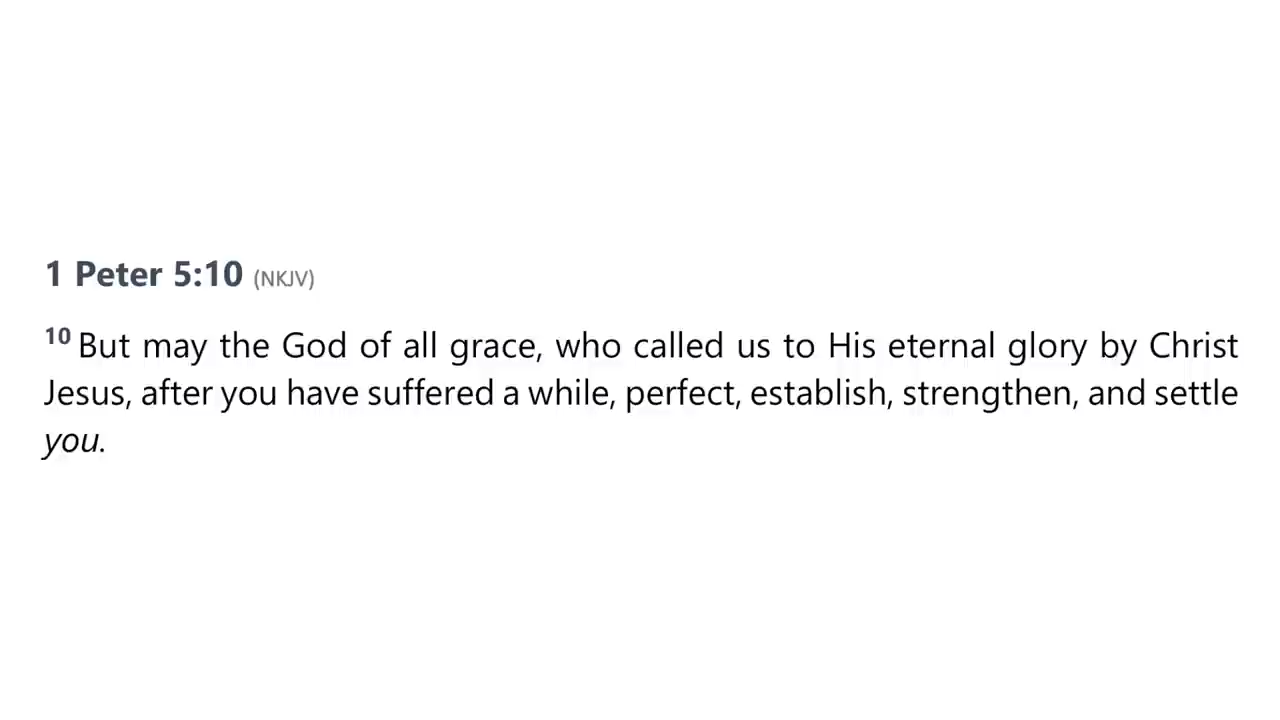 1 Peter 5:10 (NKJV)
10 But may the God of all grace, who called us to His eternal glory by Christ
Jesus, after you have suffered a while, perfect, establish, strengthen, and settle
you.